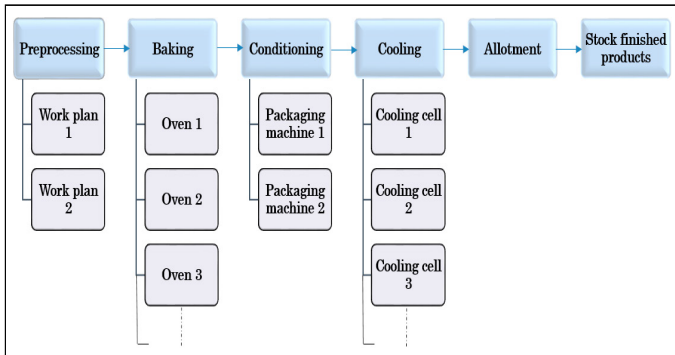 Preprocessing
Baking
Conditioning
Cooling
Allotment
Stock finished
products
Work plan
1
Oven 1
Packaging
machine 1
Cooling cell
1
Work plan
2
Oven 2
Packaging
machine 2
Cooling cell
2
Oven 3
Cooling cell
3